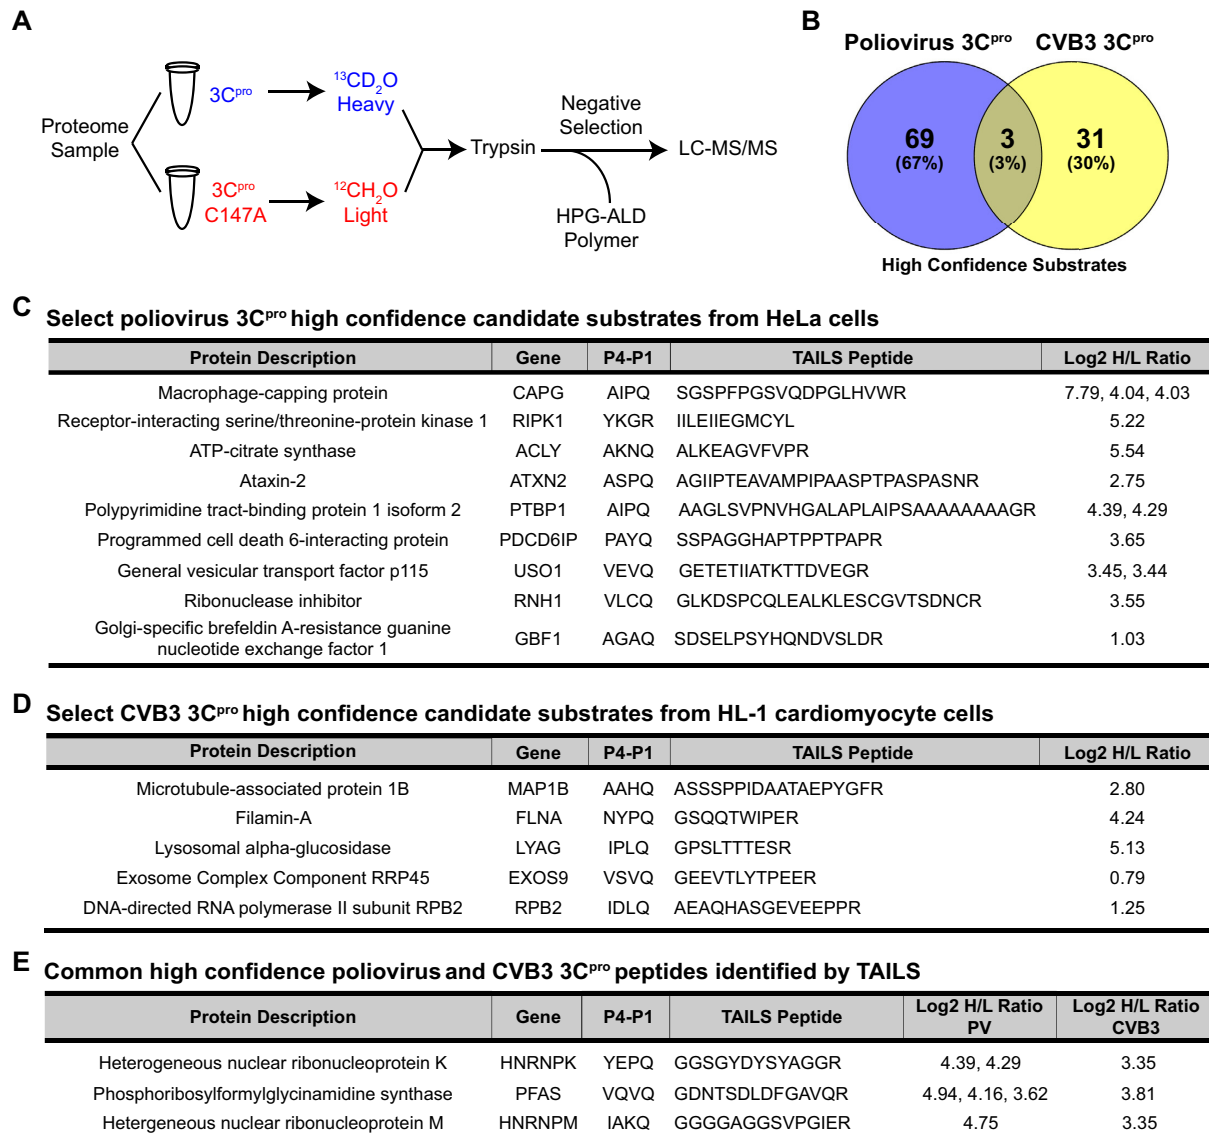 A
Proteome
Sample
3Cpro
3Cpro
C147A
13CD2O
Heavy
12CH2O
Light
Trypsin
Negative
Selection
HPG-ALD
Polymer
LC-MS/MS
B
Poliovirus 3Cpro CVB3 3Cpro
69 3 31
(67%) (3%) (30%)
High Confidence Substrates
C Select poliovirus 3Cpro high confidence candidate substrates from HeLa cells
Protein Description Gene P4-P1 TAILS Peptide Log2 H/L Ratio
Macrophage-capping protein CAPG AIPQ SGSPFPGSVQDPGLHVWR 7.79, 4.04, 4.03
Receptor-interacting serine/threonine-protein kinase 1 RIPK1 YKGR IILEIIEGMCYL 5.22
ATP-citrate synthase ACLY AKNQ ALKEAGVFVPR 5.54
Ataxin-2 ATXN2 ASPQ AGIIPTEAVAMPIPAASPTPASPASNR 2.75
Polypyrimidine tract-binding protein 1 isoform 2 PTBP1 AIPQ AAGLSVPNVHGALAPLAIPSAAAAAAAAGR 4.39, 4.29
Programmed cell death 6-interacting protein PDCD6IP PAYQ SSPAGGHAPTPPTPAPR 3.65
General vesicular transport factor p115 USO1 VEVQ GETETIIATKTTDVEGR 3.45, 3.44
Ribonuclease inhibitor RNH1 VLCQ GLKDSPCQLEALKLESCGVTSDNCR 3.55
Golgi-specific brefeldin A-resistance guanine
nucleotide exchange factor 1 GBF1 AGAQ SDSELPSYHQNDVSLDR 1.03
D Select CVB3 3Cpro high confidence candidate substrates from HL-1 cardiomyocyte cells
Protein Description Gene P4-P1 TAILS Peptide Log2 H/L Ratio
Microtubule-associated protein 1B MAP1B AAHQ ASSSPPIDAATAEPYGFR 2.80
Filamin-A FLNA NYPQ GSQQTWIPER 4.24
Lysosomal alpha-glucosidase LYAG IPLQ GPSLTTTESR 5.13
Exosome Complex Component RRP45 EXOS9 VSVQ GEEVTLYTPEER 0.79
DNA-directed RNA polymerase II subunit RPB2 RPB2 IDLQ AEAQHASGEVEEPPR 1.25
E Common high confidence poliovirus and CVB3 3Cpro peptides identified by TAILS
Protein Description Gene P4-P1 TAILS Peptide Log2 H/L Ratio PV Log2 H/L Ratio CVB3
Heterogeneous nuclear ribonucleoprotein K HNRNPK YEPQ GGSGYDYSYAGGR 4.39, 4.29 3.35
Phosphoribosylformylglycinamidine synthase PFAS VQVQ GDNTSDLDFGAVQR 4.94, 4.16, 3.62 3.81
Hetergeneous nuclear ribonucleoprotein M HNRNPM IAKQ GGGGAGGSVPGIER 4.75 3.35